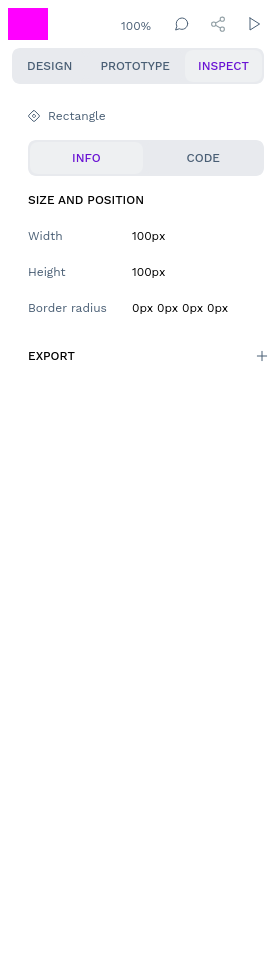 100%
DESIGN PROTOTYPE INSPECT
Rectangle
INFO CODE
SIZE AND POSITION
Width 100px
Height 100px
Border radius 0px 0px 0px 0px
EXPORT